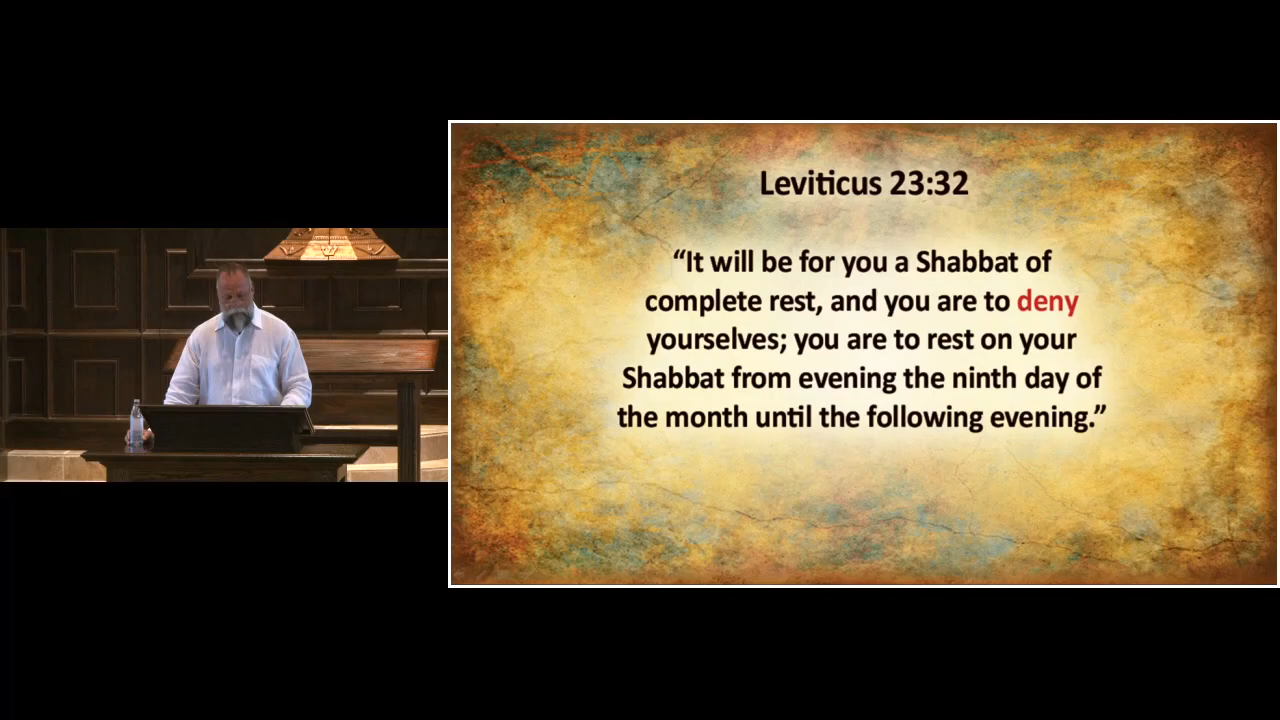 Leviticus 23:32
“It will be for you a Shabbat of
complete rest, and you are to deny
yourselves; you are to rest on your
Shabbat from evening the ninth day of
the month until the following evening.”